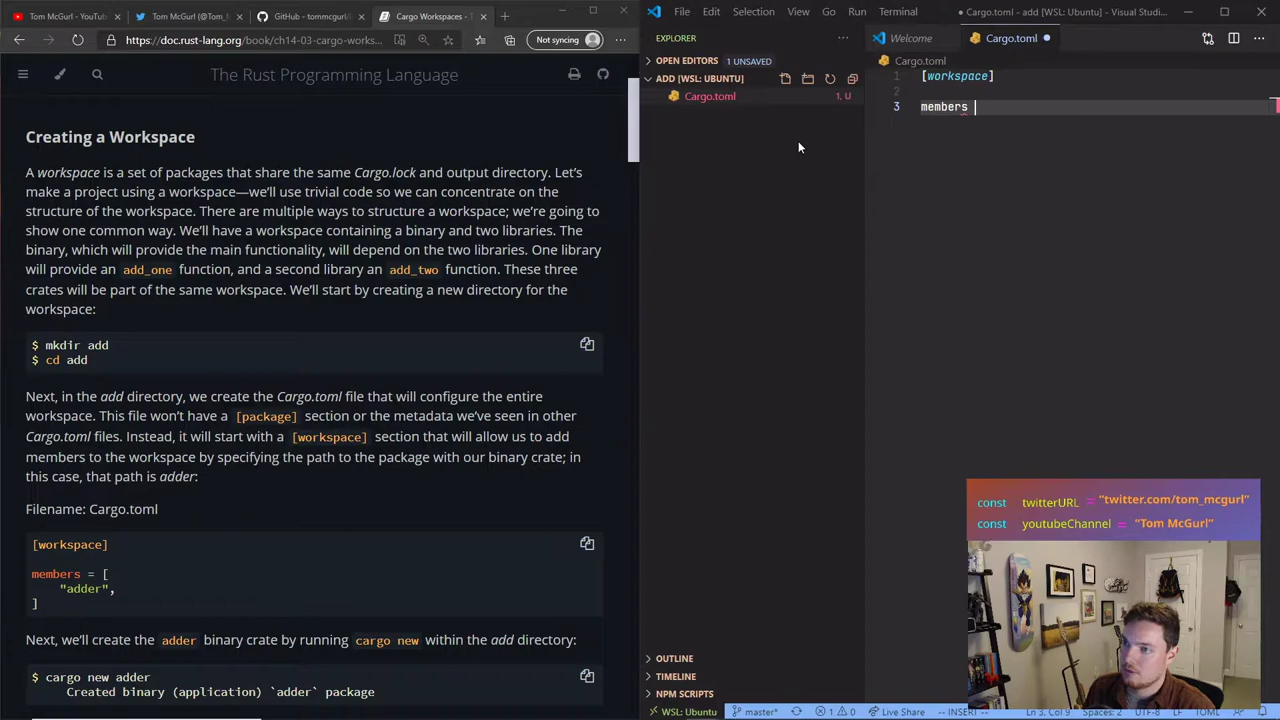 Tom McGurl - YouTube
Tom McGurl (@Tom_M
GitHub - tommcgurl/
Cargo Workspaces - T
https://doc.rust-lang.org/book/ch14-03-cargo-works...
Not syncing
The Rust Programming Language
Creating a Workspace
A workspace is a set of packages that share the same Cargo.lock and output directory. Let's
make a project using a workspace—we'll use trivial code so we can concentrate on the
structure of the workspace. There are multiple ways to structure a workspace; we're going to
show one common way. We'll have a workspace containing a binary and two libraries. The
binary, which will provide the main functionality, will depend on the two libraries. One library
will provide an add_one function, and a second library an add_two function. These three
crates will be part of the same workspace. We'll start by creating a new directory for the
workspace:
$ mkdir add
$ cd add
Next, in the add directory, we create the Cargo.toml file that will configure the entire
workspace. This file won't have a [package] section or the metadata we've seen in other
Cargo.toml files. Instead, it will start with a [workspace] section that will allow us to add
members to the workspace by specifying the path to the package with our binary crate; in
this case, that path is adder:
Filename: Cargo.toml
[workspace]
members = [
"adder",
]
Next, we'll create the adder binary crate by running cargo new within the add directory:
$ cargo new adder
Created binary (application) `adder` package
File Edit Selection View Go Run Terminal
● Cargo.toml - add [WSL: Ubuntu] - Visual Studi...
EXPLORER
OPEN EDITORS 1 UNSAVED
ADD [WSL: UBUNTU]
Cargo.toml 1, U
OUTLINE
TIMELINE
NPM SCRIPTS
Welcome
Cargo.toml
Cargo.toml
1 [workspace]
2
3 members
const twitterURL = "twitter.com/tom_mcgurl"
const youtubeChannel = "Tom McGurl"
WSL: Ubuntu master* 1 0 Live Share -- INSERT -- Ln 3, Col 9 Spaces: 2 UTF-8 LF TOML